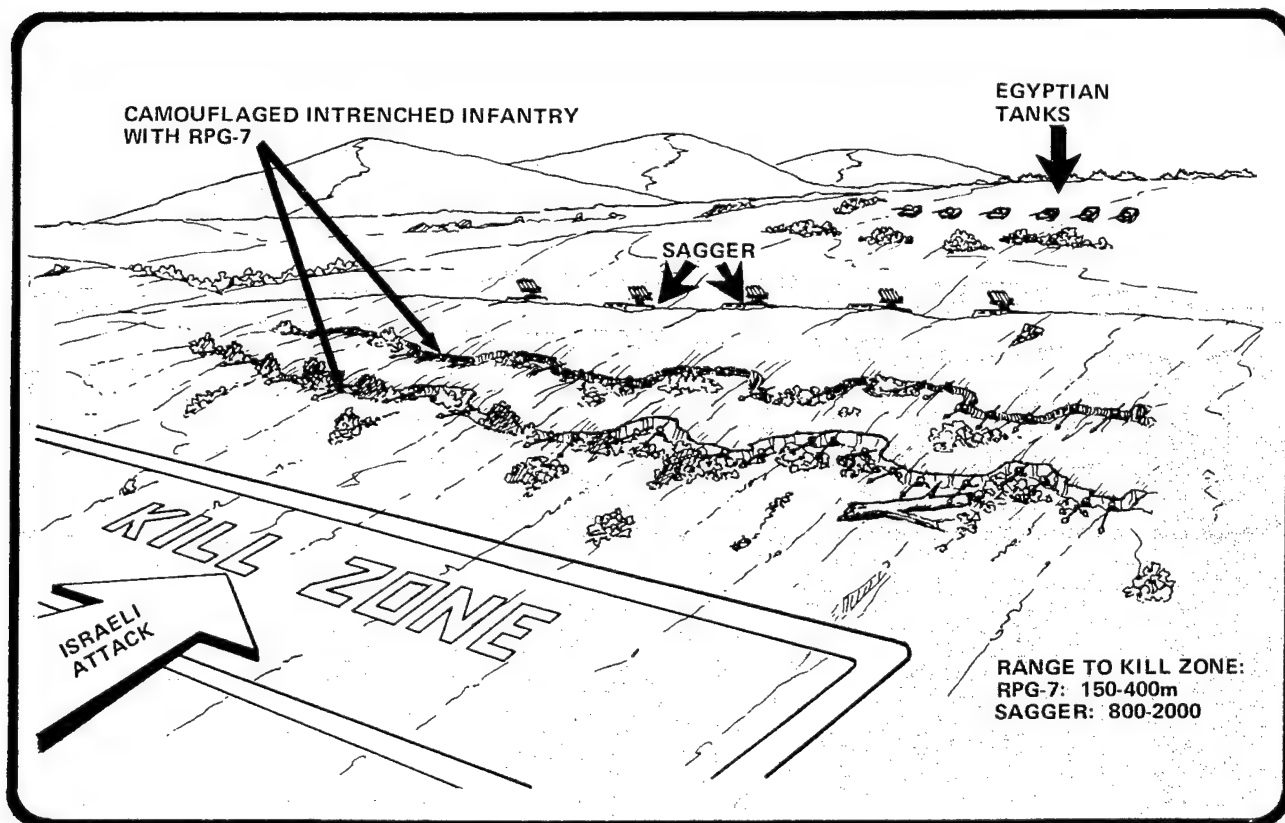 CAMOUFLAGED INTRENCHED INFANTRY
WITH RPG-7
EGYPTIAN
TANKS
SAGGER
KILL ZONE
ISRAELI
ATTACK
RANGE TO KILL ZONE:
RPG-7: 150-400m
SAGGER: 800-2000